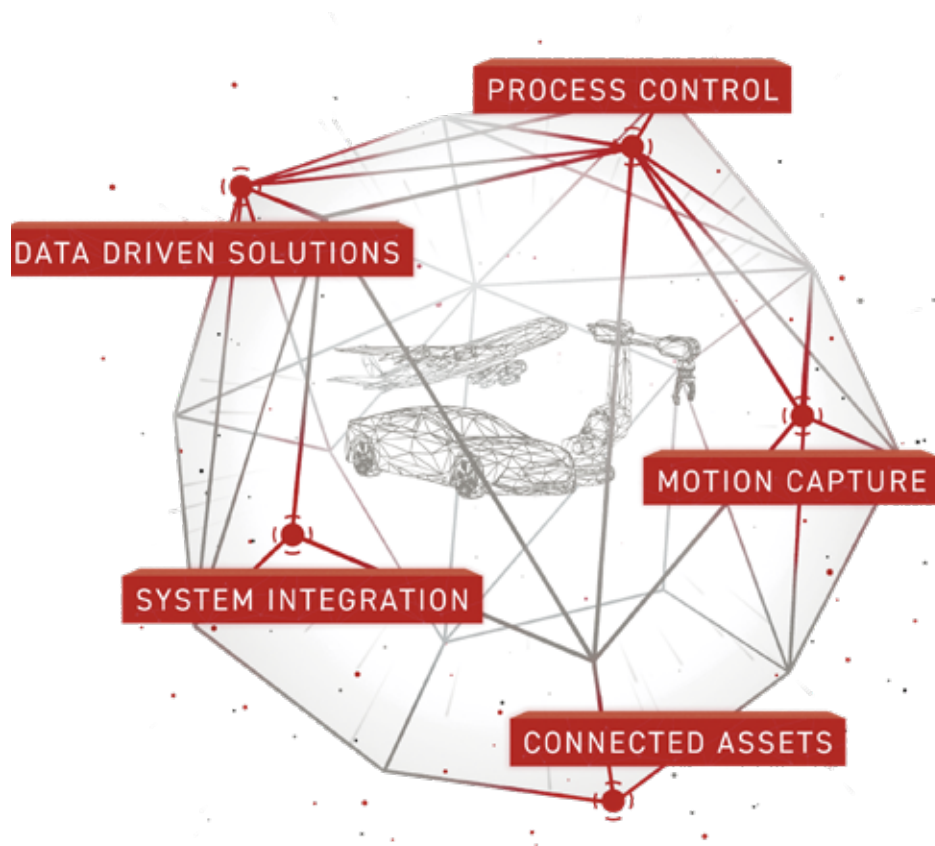 PROCESS CONTROL
DATA DRIVEN SOLUTIONS
MOTION CAPTURE
SYSTEM INTEGRATION
CONNECTED ASSETS